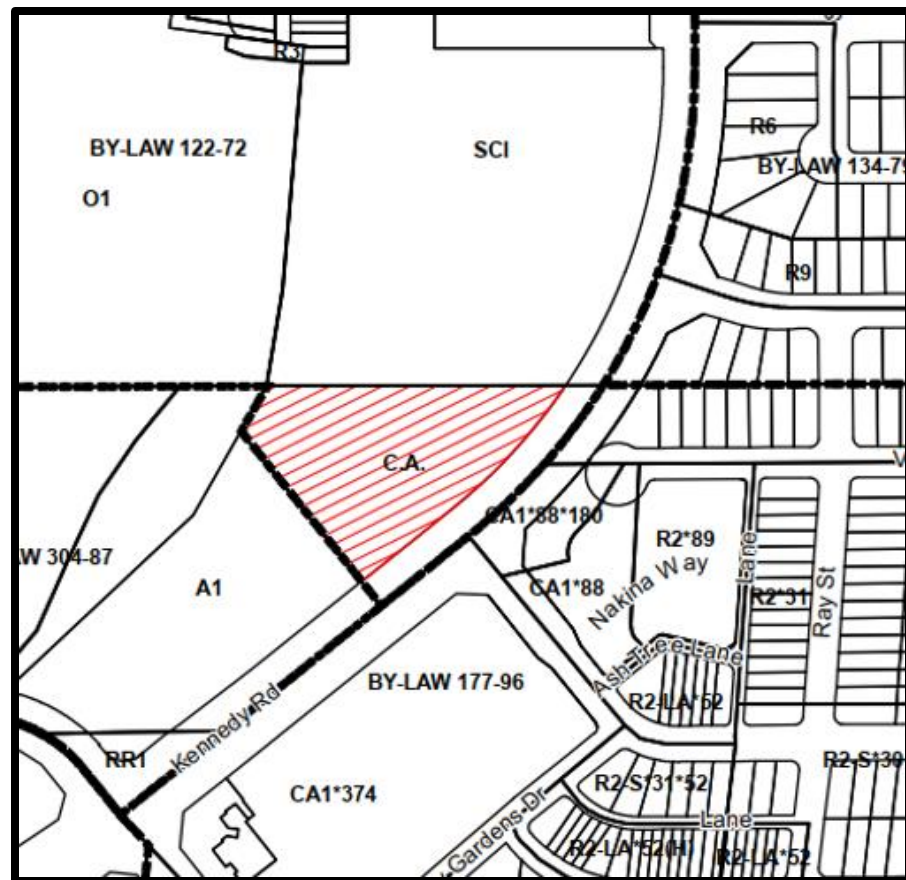 R3
BY-LAW 122-72
O1
SCI
R6
BY-LAW 134-79
R9
C.A.
CA1*88*180
R2*89
LAW 304-87
A1
CA1*88
Nakina Way
Lane
R2*31
Ray St
Ash Tree Lane
BY-LAW 177-96
R2-LA*52
Kennedy Rd
RR1
CA1*374
R2-S*31*52
R2-S*30
Gardens Dr
Lane
R2-LA*52(H)
R2-LA*52